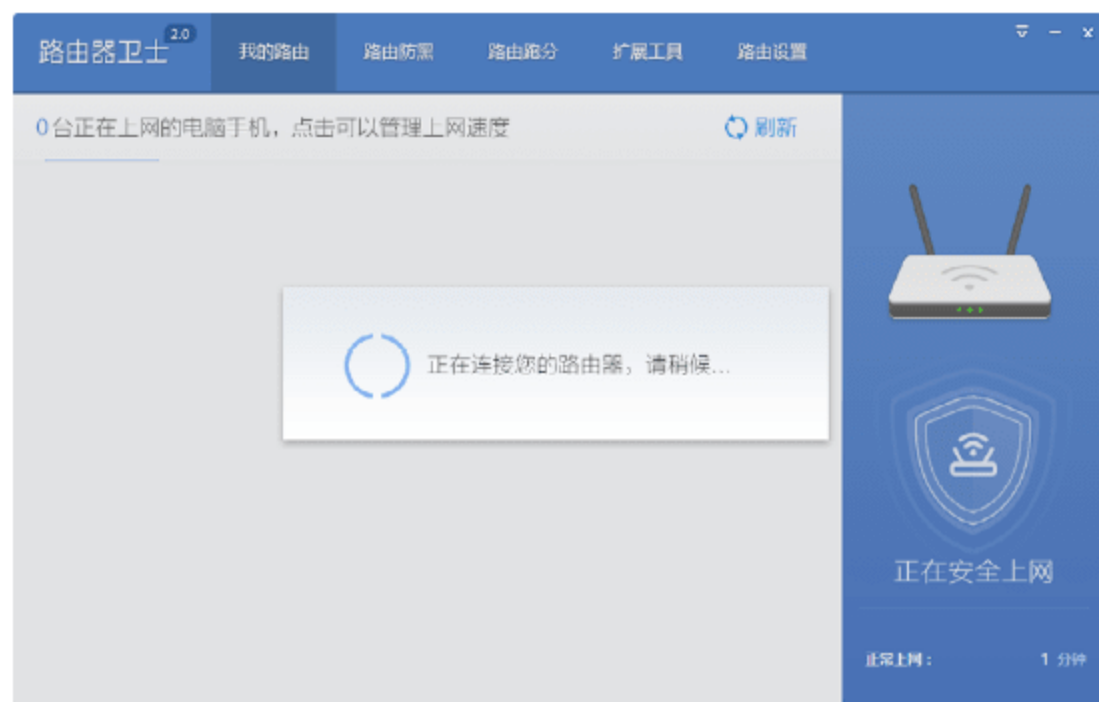 路由器卫士 2.0
我的路由 路由防黑 路由跑分 扩展工具 路由设置
0台正在上网的电脑手机，点击可以管理上网速度 刷新
正在连接您的路由器，请稍候...
正在安全上网
正常上网： 1 分钟